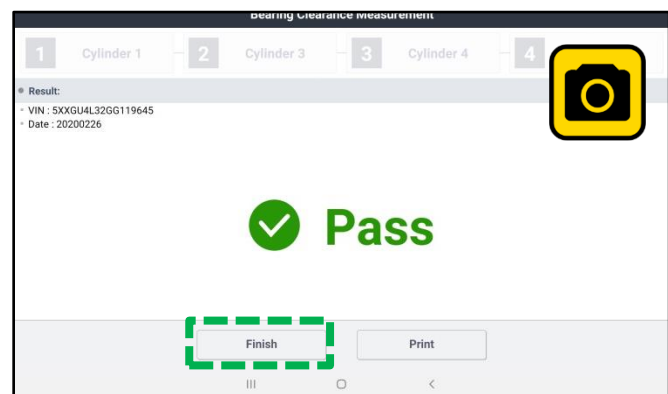 Bearing Clearance Measurement
1 Cylinder 1 2 Cylinder 3 3 Cylinder 4 4
Result:
VIN : 5XXGU4L32GG119645
Date : 20200226
Pass
Finish Print